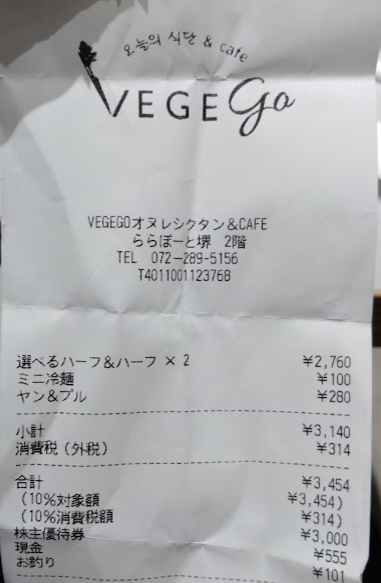 오늘의 식단 & cafe
VEGEGo
VEGEGOオヌレシクタン&CAFE
ららぽーと堺 2階
TEL 072-289-5156
T4011001123768
選べるハーフ&ハーフ × 2 ¥2,760
ミニ冷麺 ¥100
ヤン&プル ¥280
小計 ¥3,140
消費税(外税) ¥314
合計 ¥3,454
(10%対象額 ¥3,454)
(10%消費税額 ¥314)
株主優待券 ¥3,000
現金 ¥555
お釣り ¥101